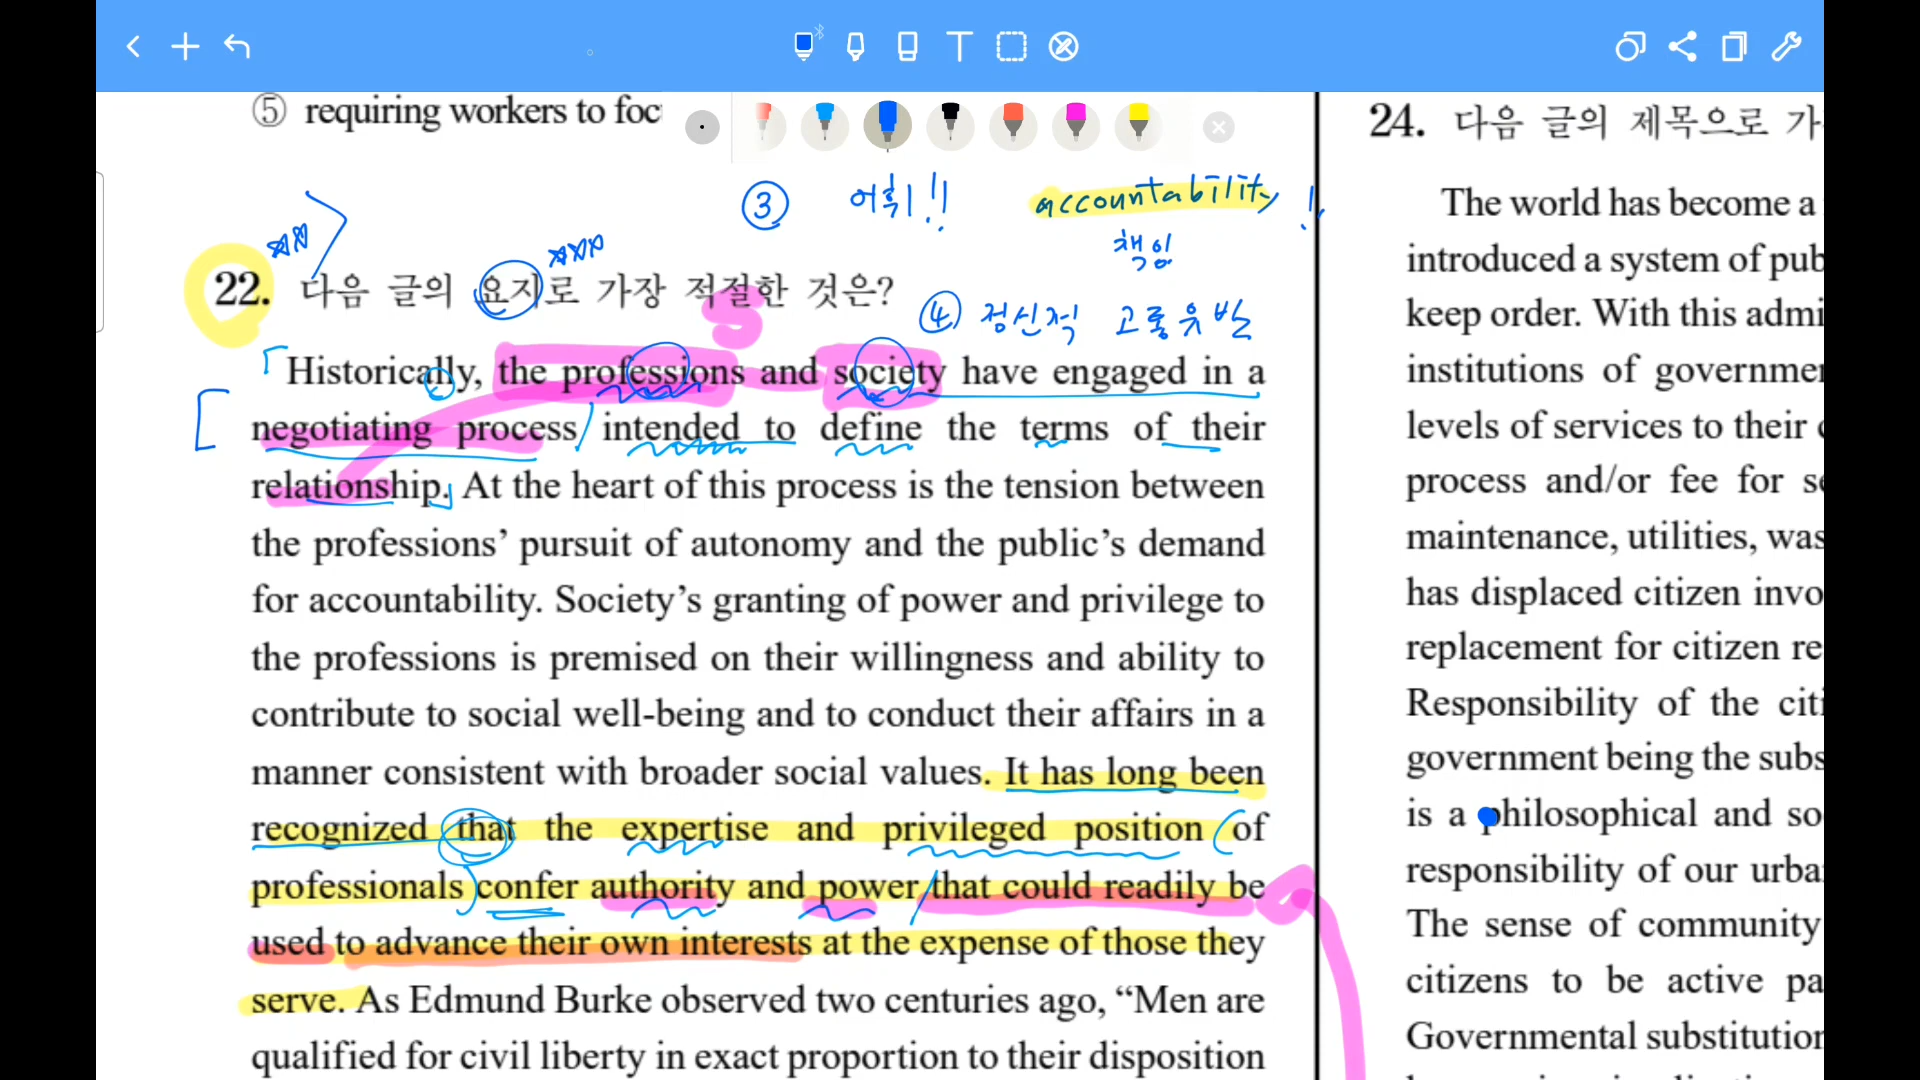 ⑤ requiring workers to foc
③ 어휘!! accountability!!
책임
22. 다음 글의 요지로 가장 적절한 것은?
④ 정신적 고통 유발
S
Historically, the professions and society have engaged in a
negotiating process intended to define the terms of their
relationship. At the heart of this process is the tension between
the professions’ pursuit of autonomy and the public’s demand
for accountability. Society’s granting of power and privilege to
the professions is premised on their willingness and ability to
contribute to social well-being and to conduct their affairs in a
manner consistent with broader social values. It has long been
recognized that the expertise and privileged position of
professionals confer authority and power that could readily be
used to advance their own interests at the expense of those they
serve. As Edmund Burke observed two centuries ago, “Men are
qualified for civil liberty in exact proportion to their disposition
24. 다음 글의 제목으로 가
The world has become a
introduced a system of pub
keep order. With this admi
institutions of governme
levels of services to their
process and/or fee for se
maintenance, utilities, was
has displaced citizen invo
replacement for citizen re
Responsibility of the citi
government being the subs
is a philosophical and so
responsibility of our urba
The sense of community
citizens to be active pa
Governmental substitution